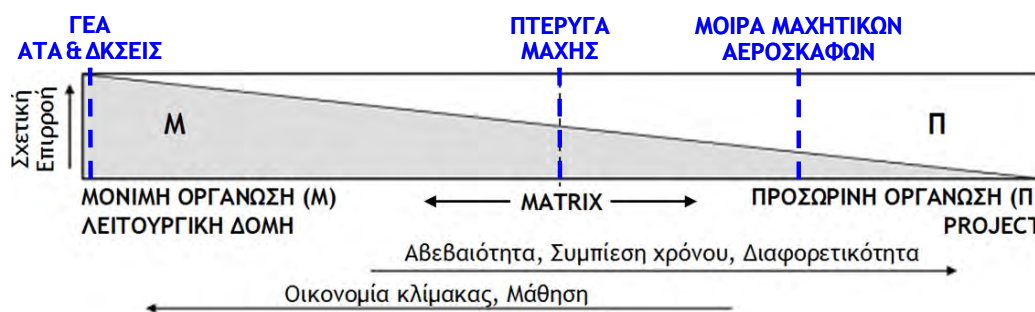 ΓΕΑ
ΑΤΑ & ΔΚΣΕΙΣ
ΠΤΕΡΥΓΑ
ΜΑΧΗΣ
ΜΟΙΡΑ ΜΑΧΗΤΙΚΩΝ
ΑΕΡΟΣΚΑΦΩΝ
Σχετική
Επιρροή
Μ
Π
ΜΟΝΙΜΗ ΟΡΓΑΝΩΣΗ (Μ)
ΛΕΙΤΟΥΡΓΙΚΗ ΔΟΜΗ
MATRIX
ΠΡΟΣΩΡΙΝΗ ΟΡΓΑΝΩΣΗ (Π
PROJECT
Αβεβαιότητα, Συμπίεση χρόνου, Διαφορετικότητα
Οικονομία κλίμακας, Μάθηση